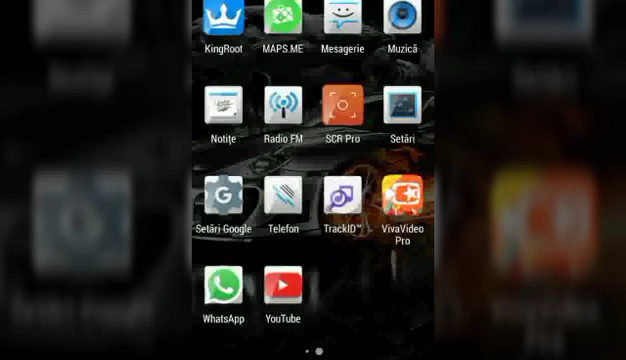 KingRoot MAPS.ME Mesagerie Muzică
Notițe Radio FM SCR Pro Setări
Setări Google Telefon TrackID™ VivaVideo
Pro
WhatsApp YouTube